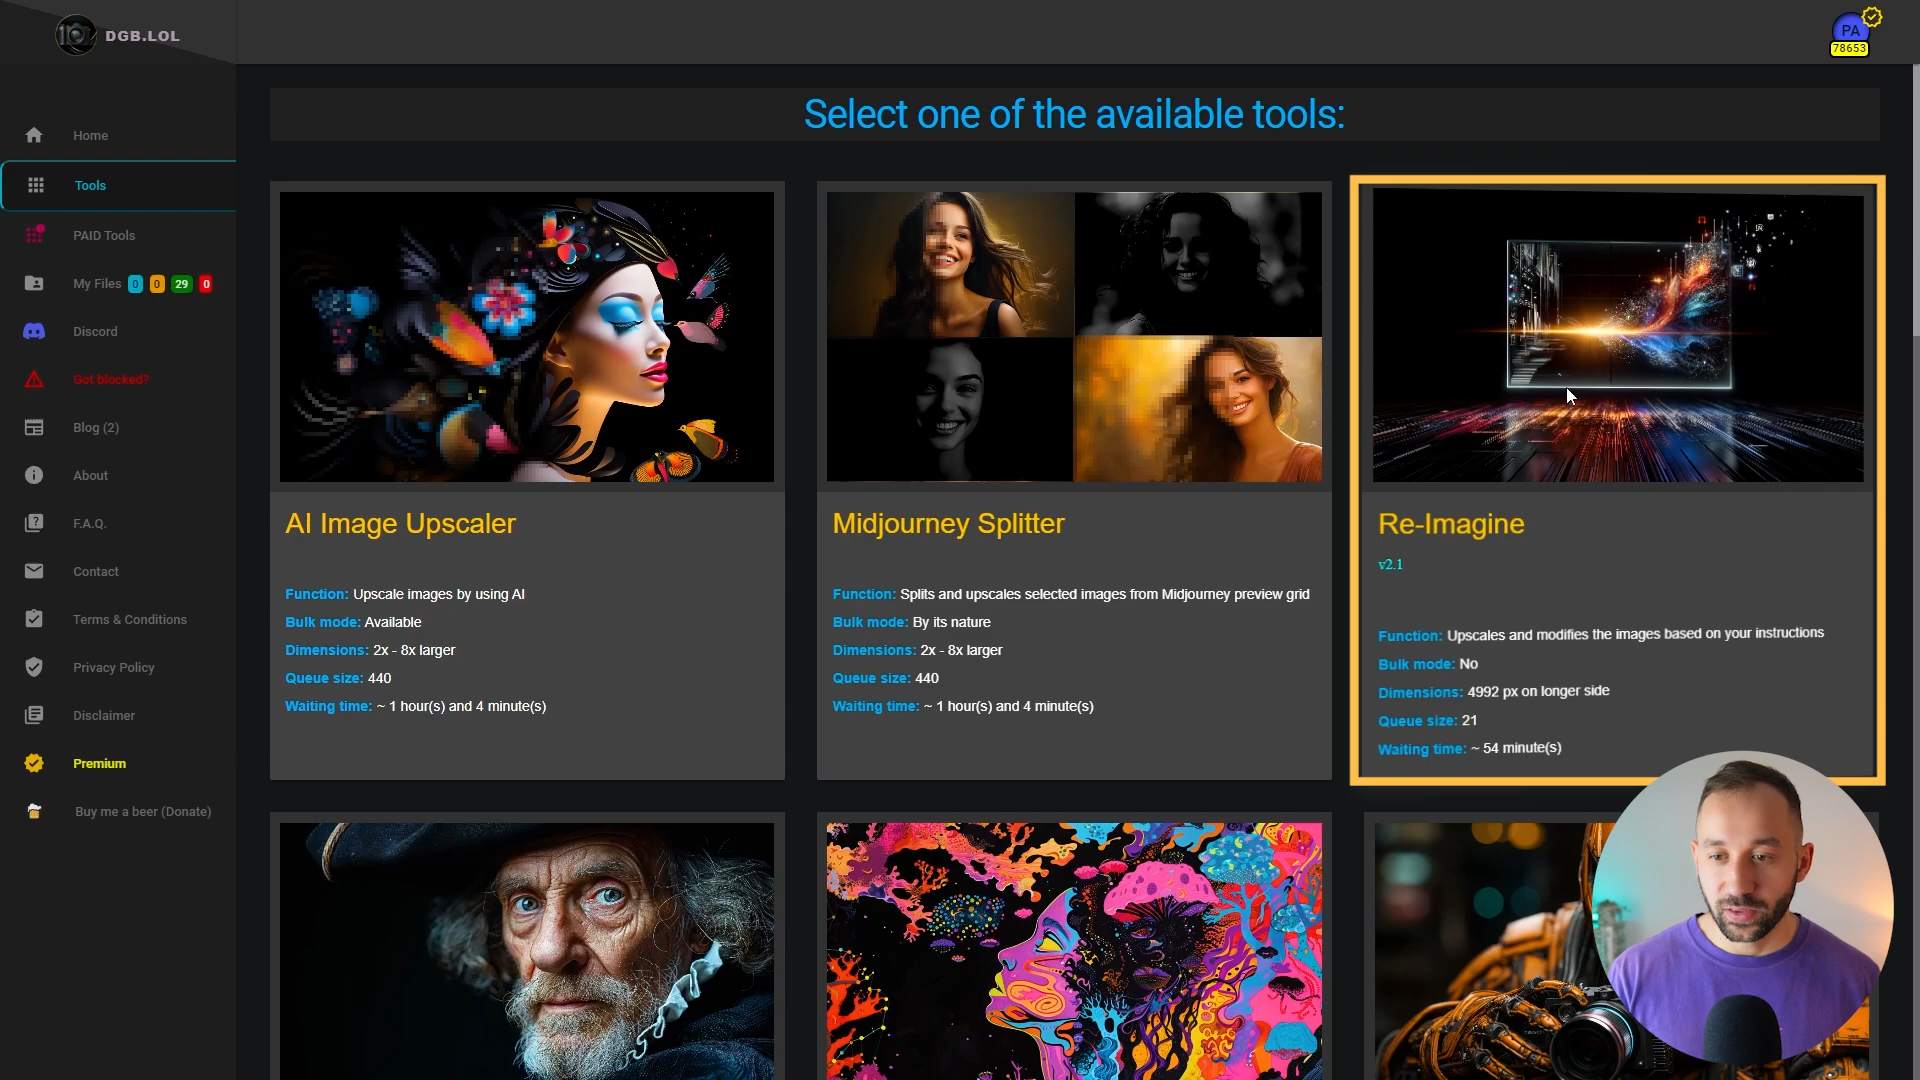 DGB.LOL
PA
78653
Home
Tools
PAID Tools
My Files 0 0 29 0
Discord
Got blocked?
Blog (2)
About
F.A.Q.
Contact
Terms & Conditions
Privacy Policy
Disclaimer
Premium
Buy me a beer (Donate)
Select one of the available tools:
AI Image Upscaler
Function: Upscale images by using AI
Bulk mode: Available
Dimensions: 2x - 8x larger
Queue size: 440
Waiting time: ~ 1 hour(s) and 4 minute(s)
Midjourney Splitter
Function: Splits and upscales selected images from Midjourney preview grid
Bulk mode: By its nature
Dimensions: 2x - 8x larger
Queue size: 440
Waiting time: ~ 1 hour(s) and 4 minute(s)
Re-Imagine
v2.1
Function: Upscales and modifies the images based on your instructions
Bulk mode: No
Dimensions: 4992 px on longer side
Queue size: 21
Waiting time: ~ 54 minute(s)